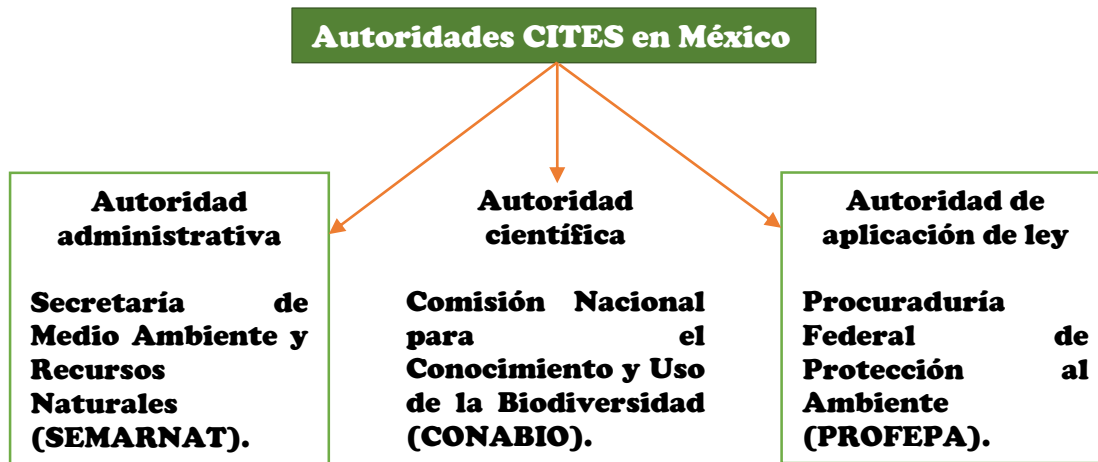 Autoridades CITES en México
Autoridad
administrativa
Secretaría de
Medio Ambiente y
Recursos
Naturales
(SEMARNAT).
Autoridad
científica
Comisión Nacional
para el
Conocimiento y Uso
de la Biodiversidad
(CONABIO).
Autoridad de
aplicación de ley
Procuraduría
Federal de
Protección al
Ambiente
(PROFEPA).